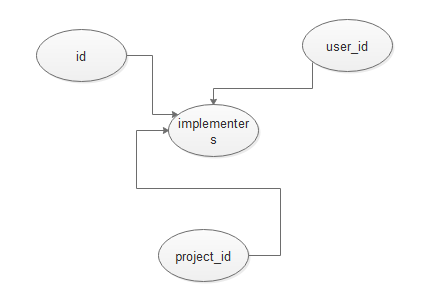 user_id
id
implementer
s
project_id